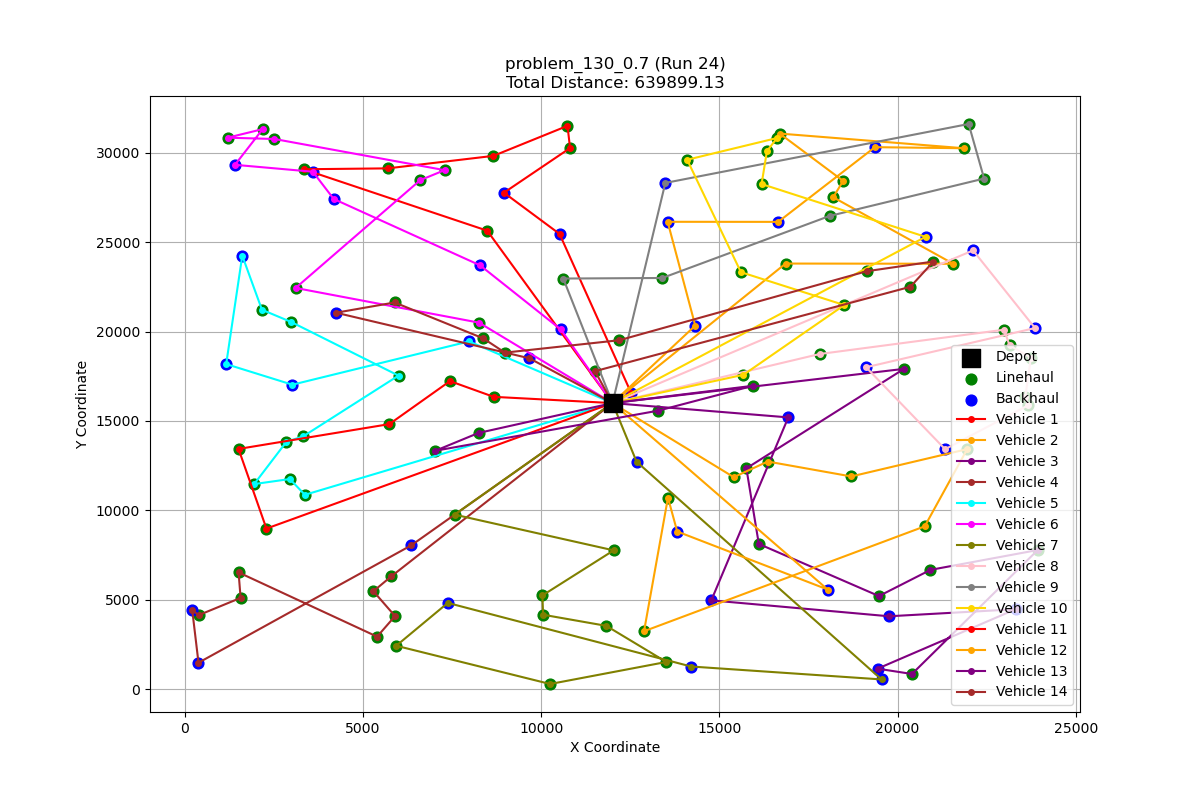 problem_130_0.7 (Run 24)
Total Distance: 639899.13
30000
25000
20000
15000
10000
5000
0
Y Coordinate
0
5000
10000
15000
20000
25000
X Coordinate
Depot
Linehaul
Backhaul
Vehicle 1
Vehicle 2
Vehicle 3
Vehicle 4
Vehicle 5
Vehicle 6
Vehicle 7
Vehicle 8
Vehicle 9
Vehicle 10
Vehicle 11
Vehicle 12
Vehicle 13
Vehicle 14